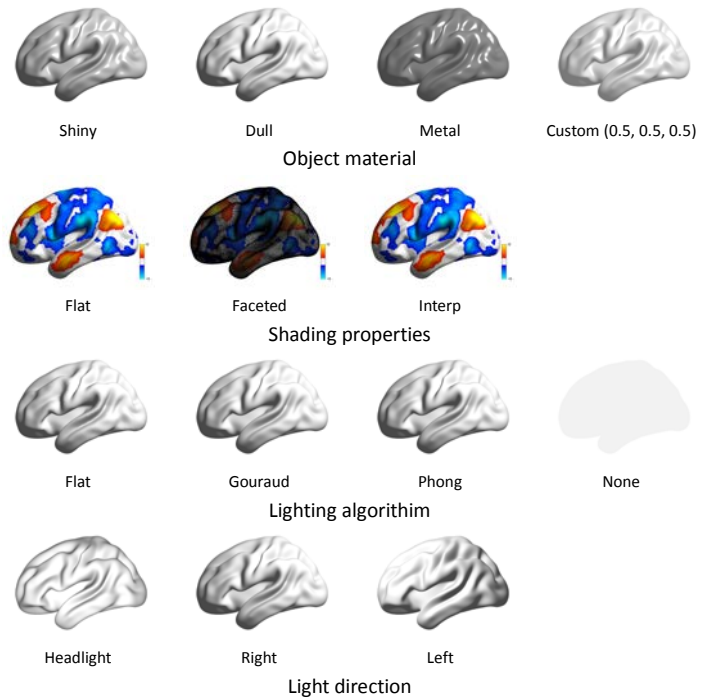 Shiny Dull Metal Custom (0.5, 0.5, 0.5)
Object material
Flat Faceted Interp
Shading properties
Flat Gouraud Phong None
Lighting algorithim
Headlight Right Left
Light direction